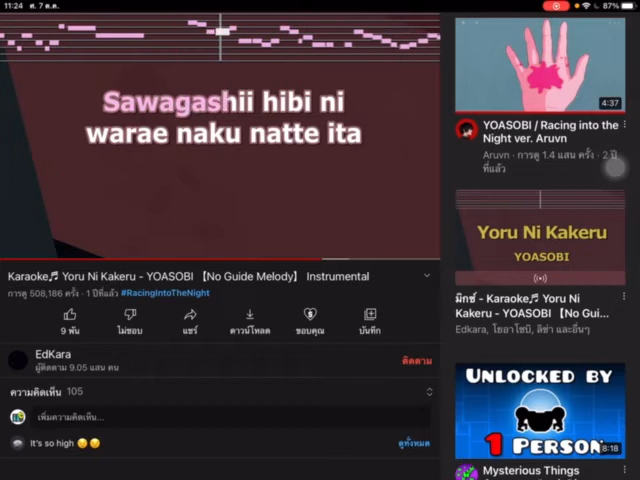 11:24 ศ. 7 ต.ค.
87%
Sawagashii hibi ni
warae naku natte ita
Karaoke♬ Yoru Ni Kakeru - YOASOBI 【No Guide Melody】 Instrumental
การดู 508,186 ครั้ง · 1 ปีที่แล้ว #RacingIntoTheNight
9 พัน
ไม่ชอบ
แชร์
ดาวน์โหลด
ขอบคุณ
บันทึก
EdKara
ผู้ติดตาม 9.05 แสน คน
ติดตาม
ความคิดเห็น 105
เพิ่มความคิดเห็น...
It's so high 😏😏
ดูทั้งหมด
4:37
YOASOBI / Racing into the
Night ver. Aruvn
Aruvn · การดู 1.4 แสน ครั้ง · 2 ปี
ที่แล้ว
Yoru Ni Kakeru
YOASOBI
มิกซ์ - Karaoke♬ Yoru Ni
Kakeru - YOASOBI 【No Gui...
EdKara, โยอาโซบิ, ลิซ่า และอื่นๆ
UNLOCKED BY
1 PERSON
8:18
Mysterious Things